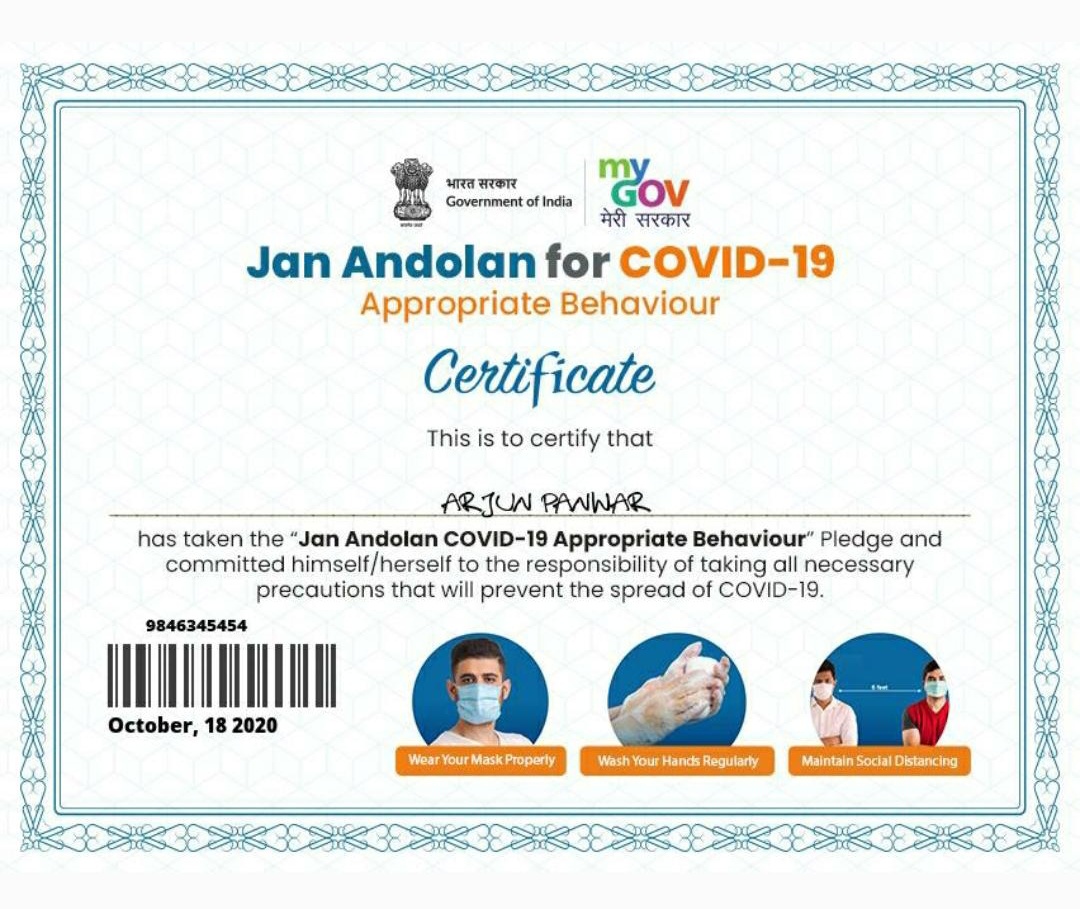 भारत सरकार
Government of India
my
GOV
मेरी सरकार
Jan Andolan for COVID-19
Appropriate Behaviour
Certificate
This is to certify that
ARJUN PANWAR
has taken the “Jan Andolan COVID-19 Appropriate Behaviour” Pledge and
committed himself/herself to the responsibility of taking all necessary
precautions that will prevent the spread of COVID-19.
9846345454
October, 18 2020
6 feet
Wear Your Mask Properly
Wash Your Hands Regularly
Maintain Social Distancing